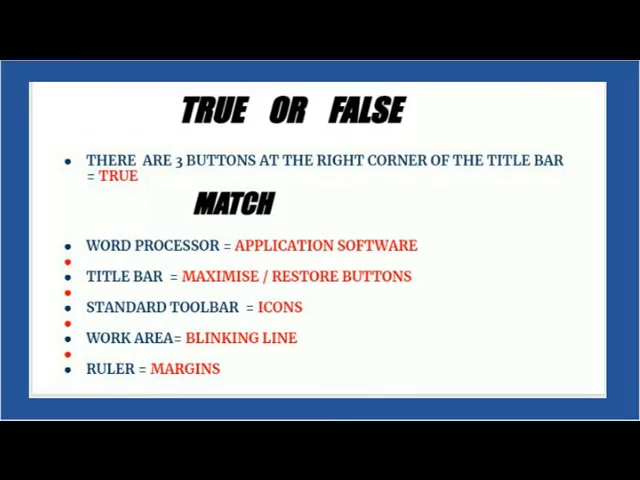 TRUE OR FALSE
• THERE ARE 3 BUTTONS AT THE RIGHT CORNER OF THE TITLE BAR
= TRUE
MATCH
• WORD PROCESSOR = APPLICATION SOFTWARE
•
• TITLE BAR = MAXIMISE / RESTORE BUTTONS
•
• STANDARD TOOLBAR = ICONS
•
• WORK AREA= BLINKING LINE
•
• RULER = MARGINS